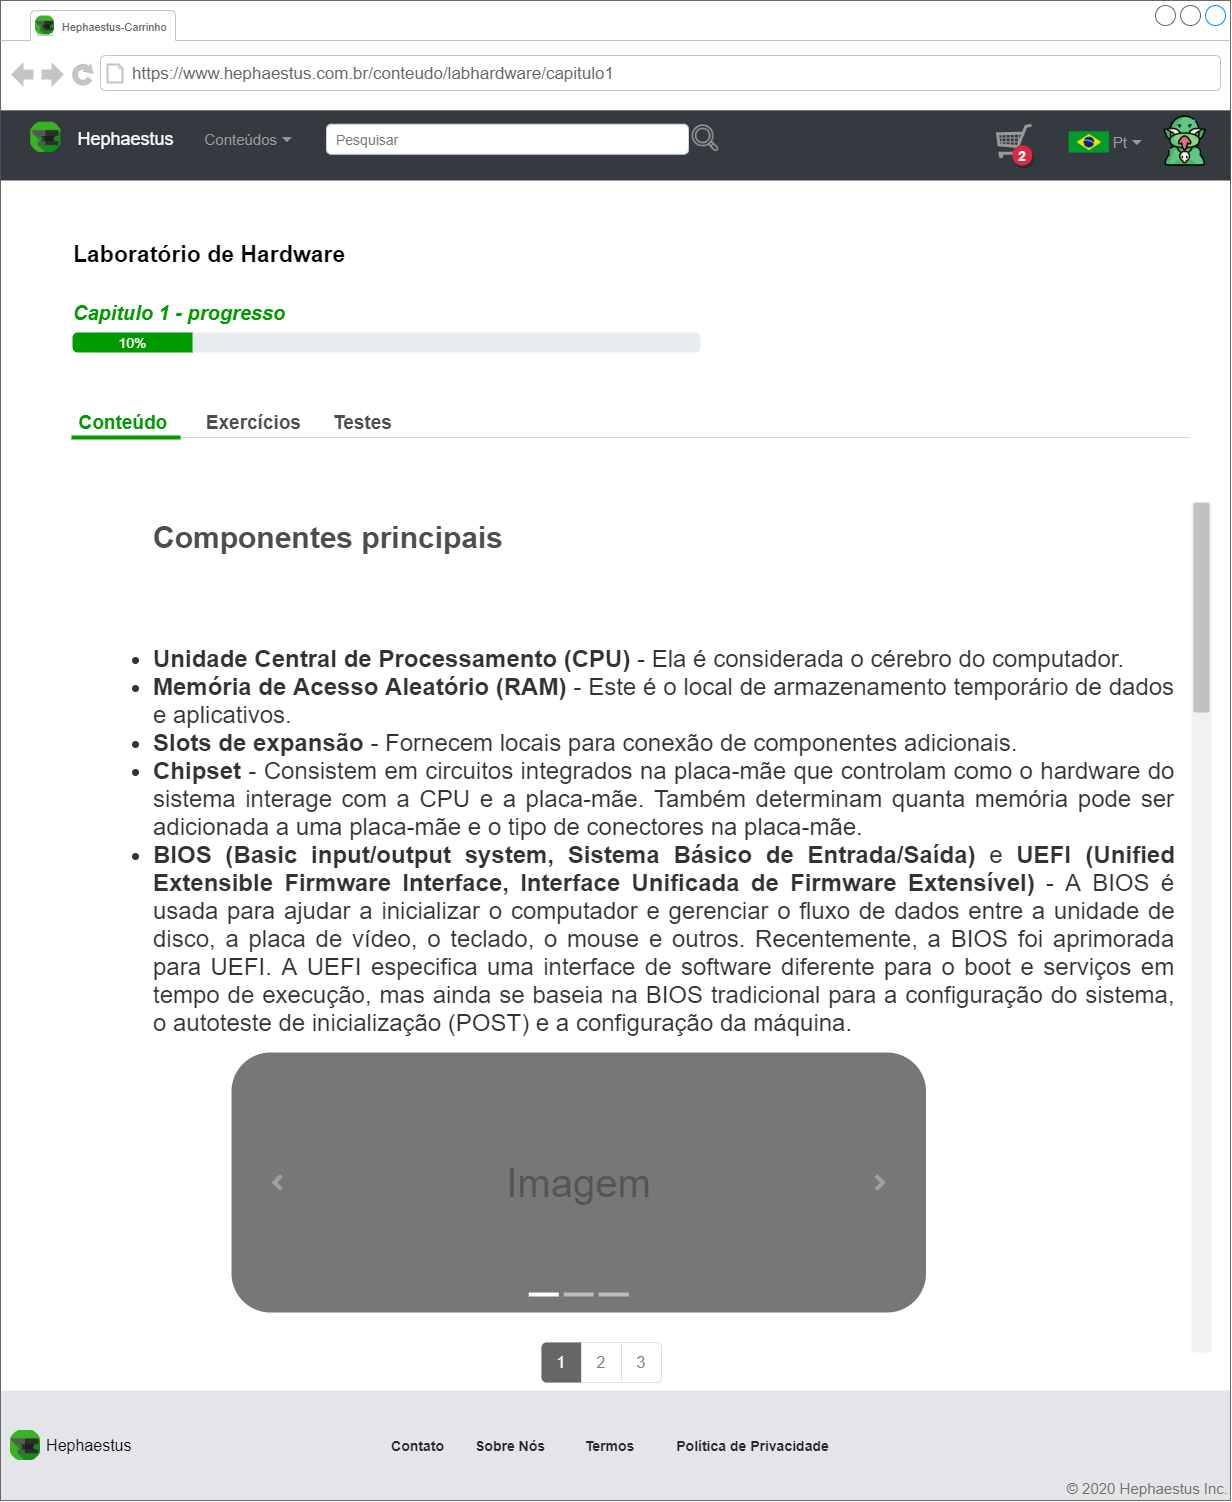 Hephaestus-Carrinho
https://www.hephaestus.com.br/conteudo/labhardware/capitulo1
Hephaestus Conteúdos Pesquisar 2 Pt
Laboratório de Hardware
Capitulo 1 - progresso
10%
Conteúdo Exercícios Testes
Componentes principais
• Unidade Central de Processamento (CPU) - Ela é considerada o cérebro do computador.
• Memória de Acesso Aleatório (RAM) - Este é o local de armazenamento temporário de dados
e aplicativos.
• Slots de expansão - Fornecem locais para conexão de componentes adicionais.
• Chipset - Consistem em circuitos integrados na placa-mãe que controlam como o hardware do
sistema interage com a CPU e a placa-mãe. Também determinam quanta memória pode ser
adicionada a uma placa-mãe e o tipo de conectores na placa-mãe.
• BIOS (Basic input/output system, Sistema Básico de Entrada/Saída) e UEFI (Unified
Extensible Firmware Interface, Interface Unificada de Firmware Extensível) - A BIOS é
usada para ajudar a inicializar o computador e gerenciar o fluxo de dados entre a unidade de
disco, a placa de vídeo, o teclado, o mouse e outros. Recentemente, a BIOS foi aprimorada
para UEFI. A UEFI especifica uma interface de software diferente para o boot e serviços em
tempo de execução, mas ainda se baseia na BIOS tradicional para a configuração do sistema,
o autoteste de inicialização (POST) e a configuração da máquina.
Imagem
1 2 3
Hephaestus Contato Sobre Nós Termos Política de Privacidade
© 2020 Hephaestus Inc.